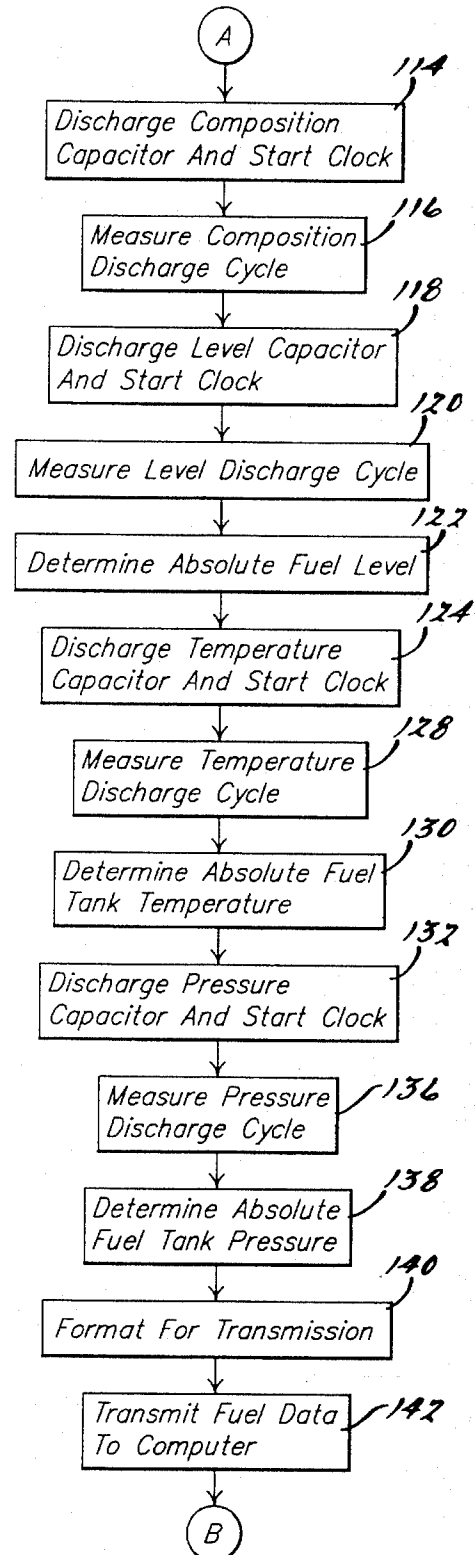 A
114
Discharge Composition
Capacitor And Start Clock
116
Measure Composition
Discharge Cycle
118
Discharge Level Capacitor
And Start Clock
120
Measure Level Discharge Cycle
122
Determine Absolute Fuel Level
124
Discharge Temperature
Capacitor And Start Clock
128
Measure Temperature
Discharge Cycle
130
Determine Absolute Fuel
Tank Temperature
132
Discharge Pressure
Capacitor And Start Clock
136
Measure Pressure
Discharge Cycle
138
Determine Absolute
Fuel Tank Pressure
140
Format For Transmission
142
Transmit Fuel Data
To Computer
B